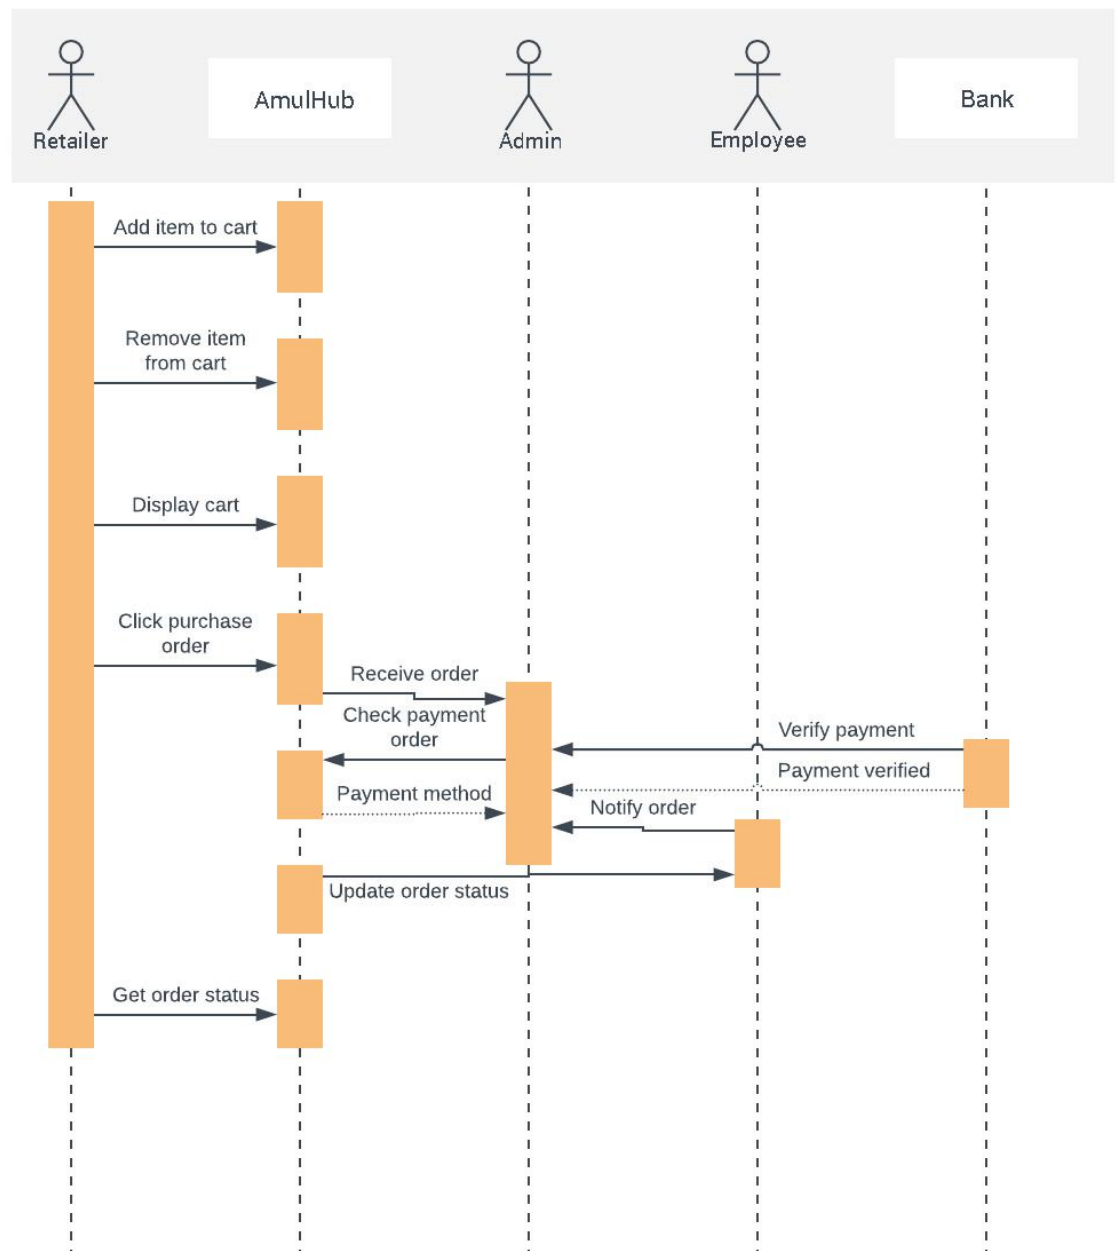 Retailer
AmulHub
Admin
Employee
Bank
Add item to cart
Remove item
from cart
Display cart
Click purchase
order
Receive order
Check payment
order
Verify payment
Payment verified
Payment method
Notify order
Update order status
Get order status